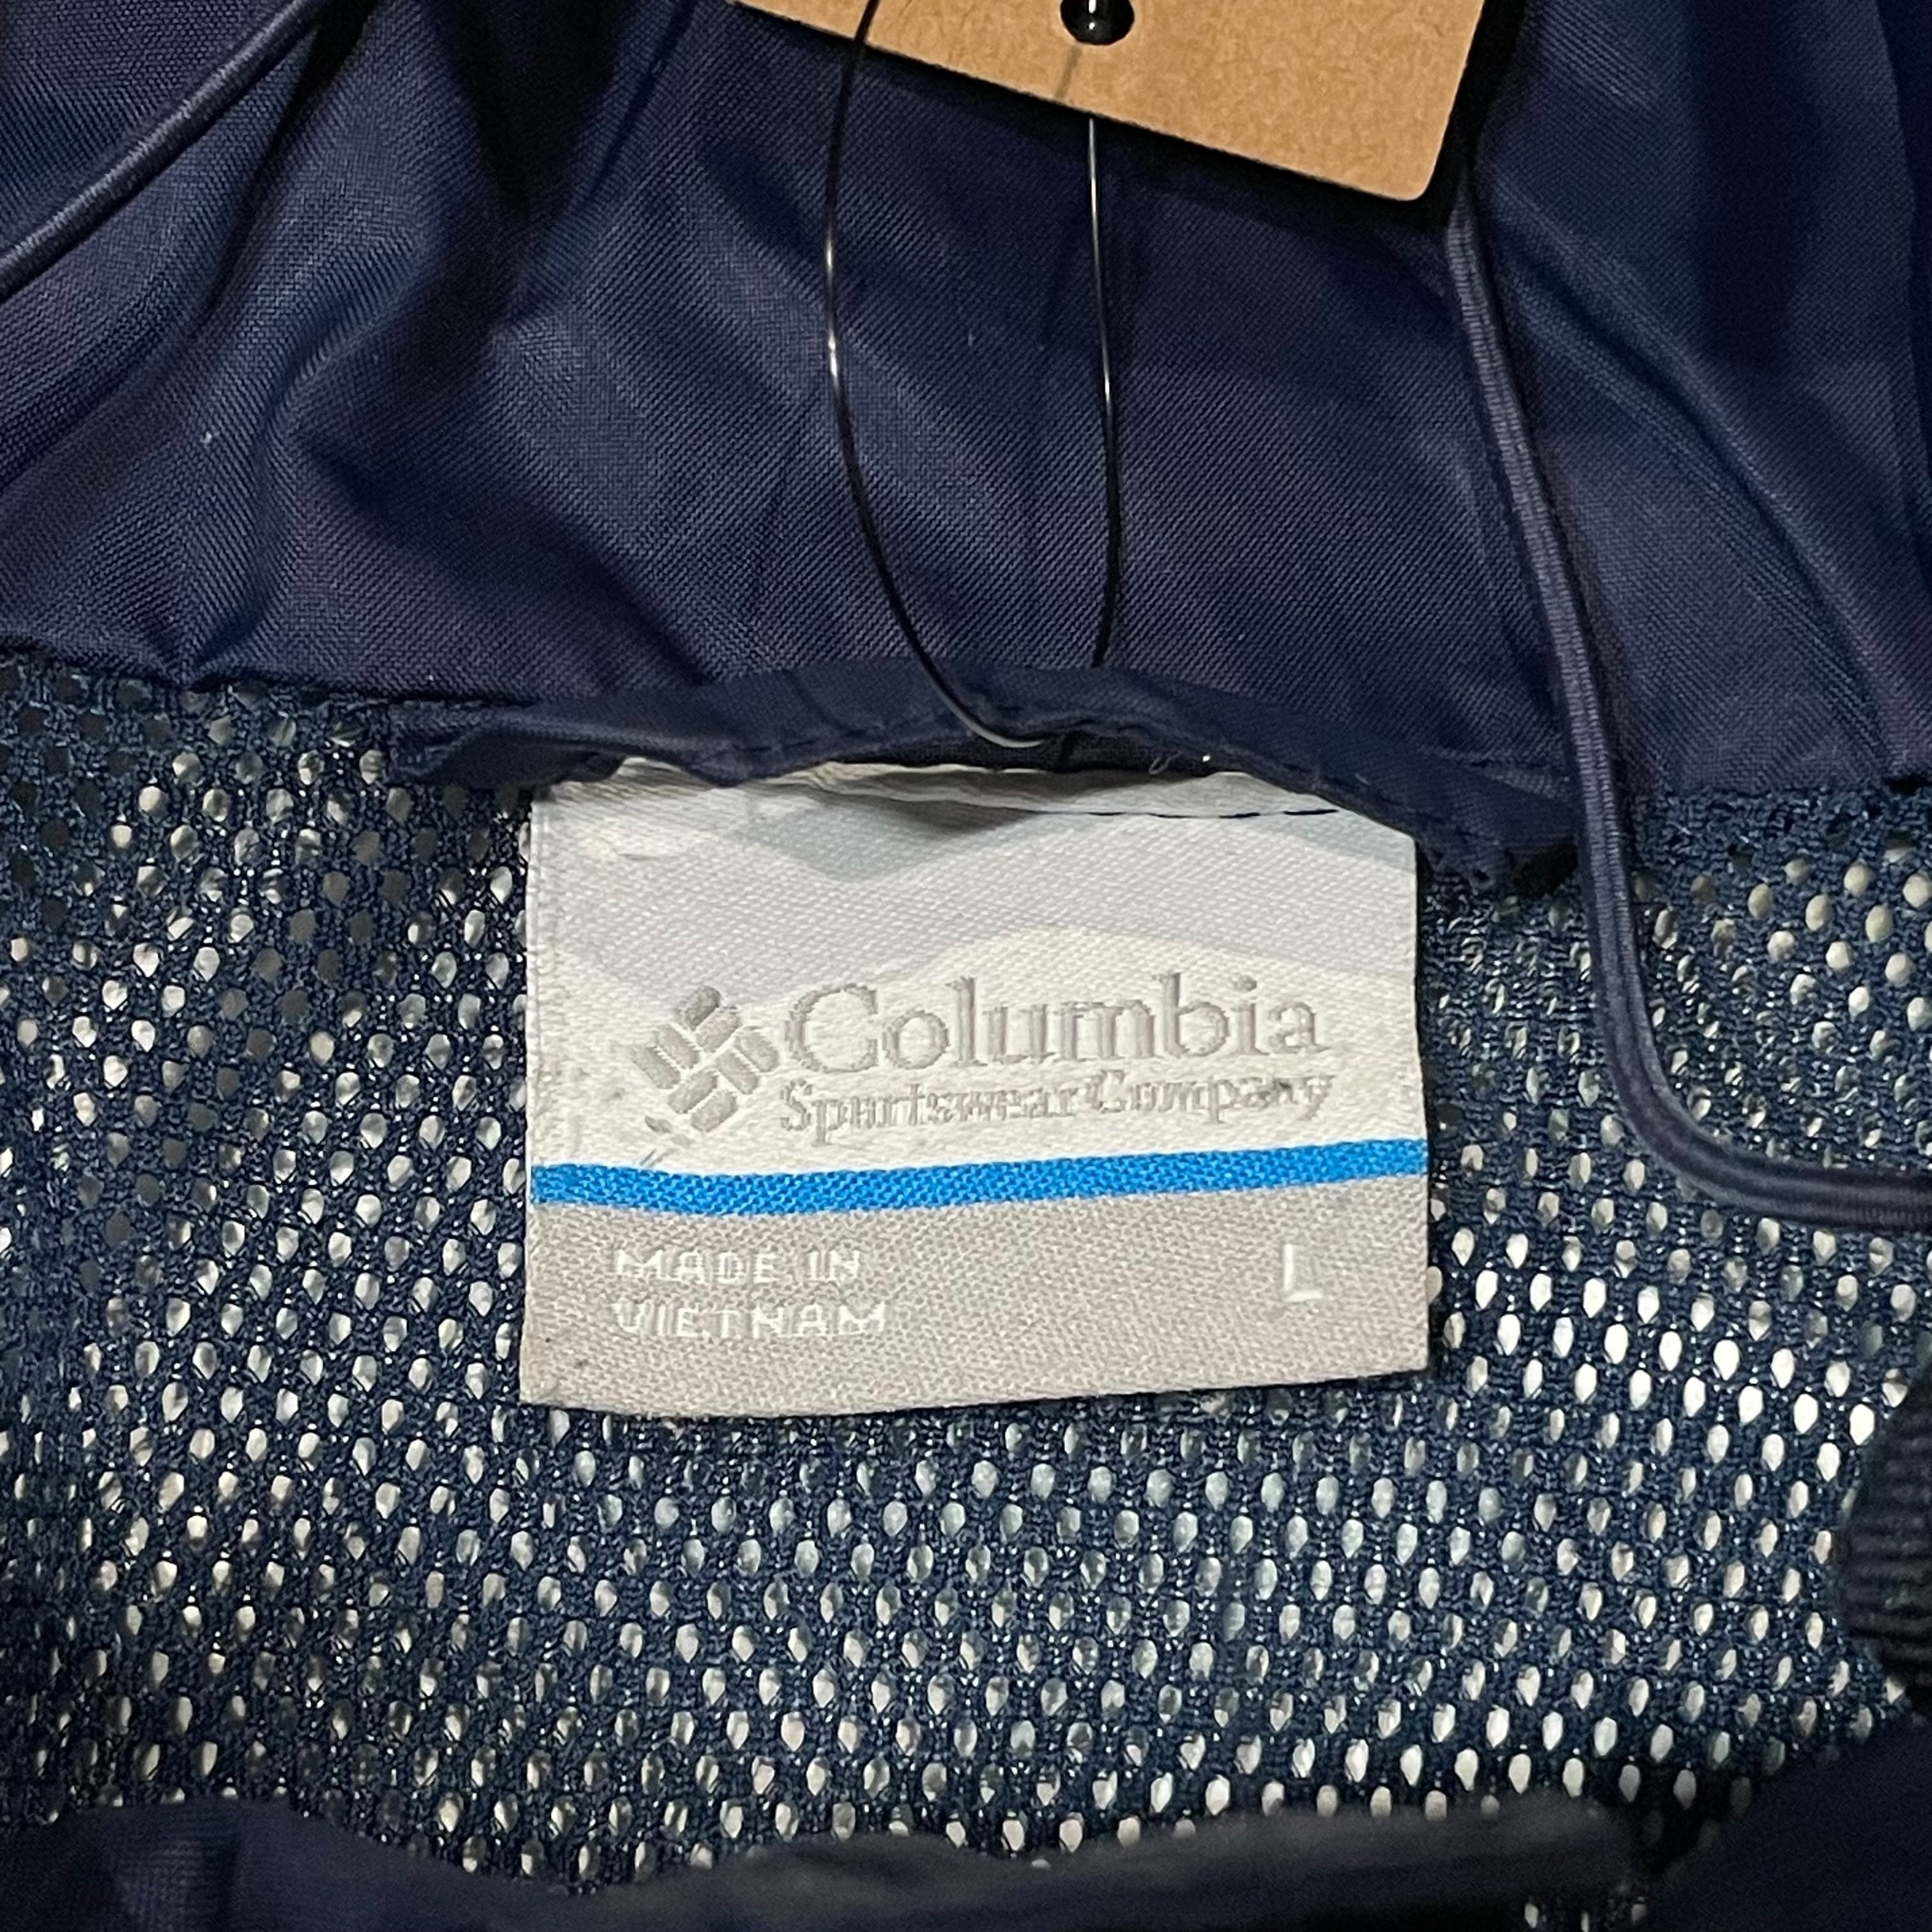 Columbia
Sportswear Company
MADE IN L
VIETNAM